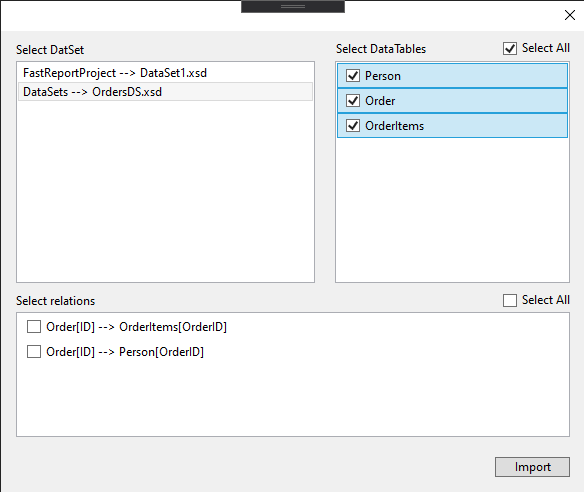 Select DatSet
Select DataTables
Select All
FastReportProject --> DataSet1.xsd
DataSets --> OrdersDS.xsd
Person
Order
OrderItems
Select relations
Select All
Order[ID] --> OrderItems[OrderID]
Order[ID] --> Person[OrderID]
Import